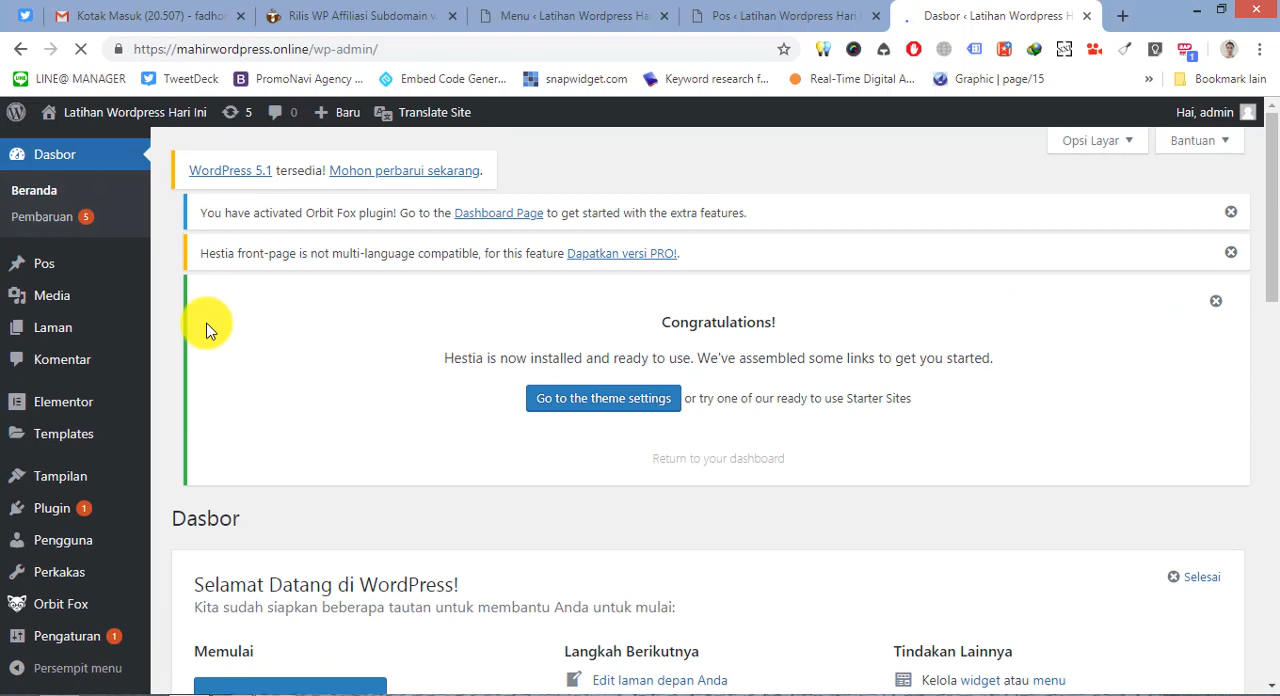 Kotak Masuk (20.507) - fadhor
Rilis WP Affiliasi Subdomain v.
Menu ‹ Latihan Wordpress Hari
Pos ‹ Latihan Wordpress Hari I
Dasbor ‹ Latihan Wordpress H
https://mahirwordpress.online/wp-admin/
LINE@ MANAGER
TweetDeck
PromoNavi Agency ...
Embed Code Gener...
snapwidget.com
Keyword research f...
Real-Time Digital A...
Graphic | page/15
»
Bookmark lain
Latihan Wordpress Hari Ini
5
0
Baru
Translate Site
Hai, admin
Dasbor
Beranda
Pembaruan 5
Pos
Media
Laman
Komentar
Elementor
Templates
Tampilan
Plugin 1
Pengguna
Perkakas
Orbit Fox
Pengaturan 1
Persempit menu
Opsi Layar
Bantuan
WordPress 5.1 tersedia! Mohon perbarui sekarang.
You have activated Orbit Fox plugin! Go to the Dashboard Page to get started with the extra features.
Hestia front-page is not multi-language compatible, for this feature Dapatkan versi PRO!.
Congratulations!
Hestia is now installed and ready to use. We've assembled some links to get you started.
Go to the theme settings or try one of our ready to use Starter Sites
Return to your dashboard
Dasbor
Selamat Datang di WordPress!
Selesai
Kita sudah siapkan beberapa tautan untuk membantu Anda untuk mulai:
Memulai
Langkah Berikutnya
Edit laman depan Anda
Tindakan Lainnya
Kelola widget atau menu